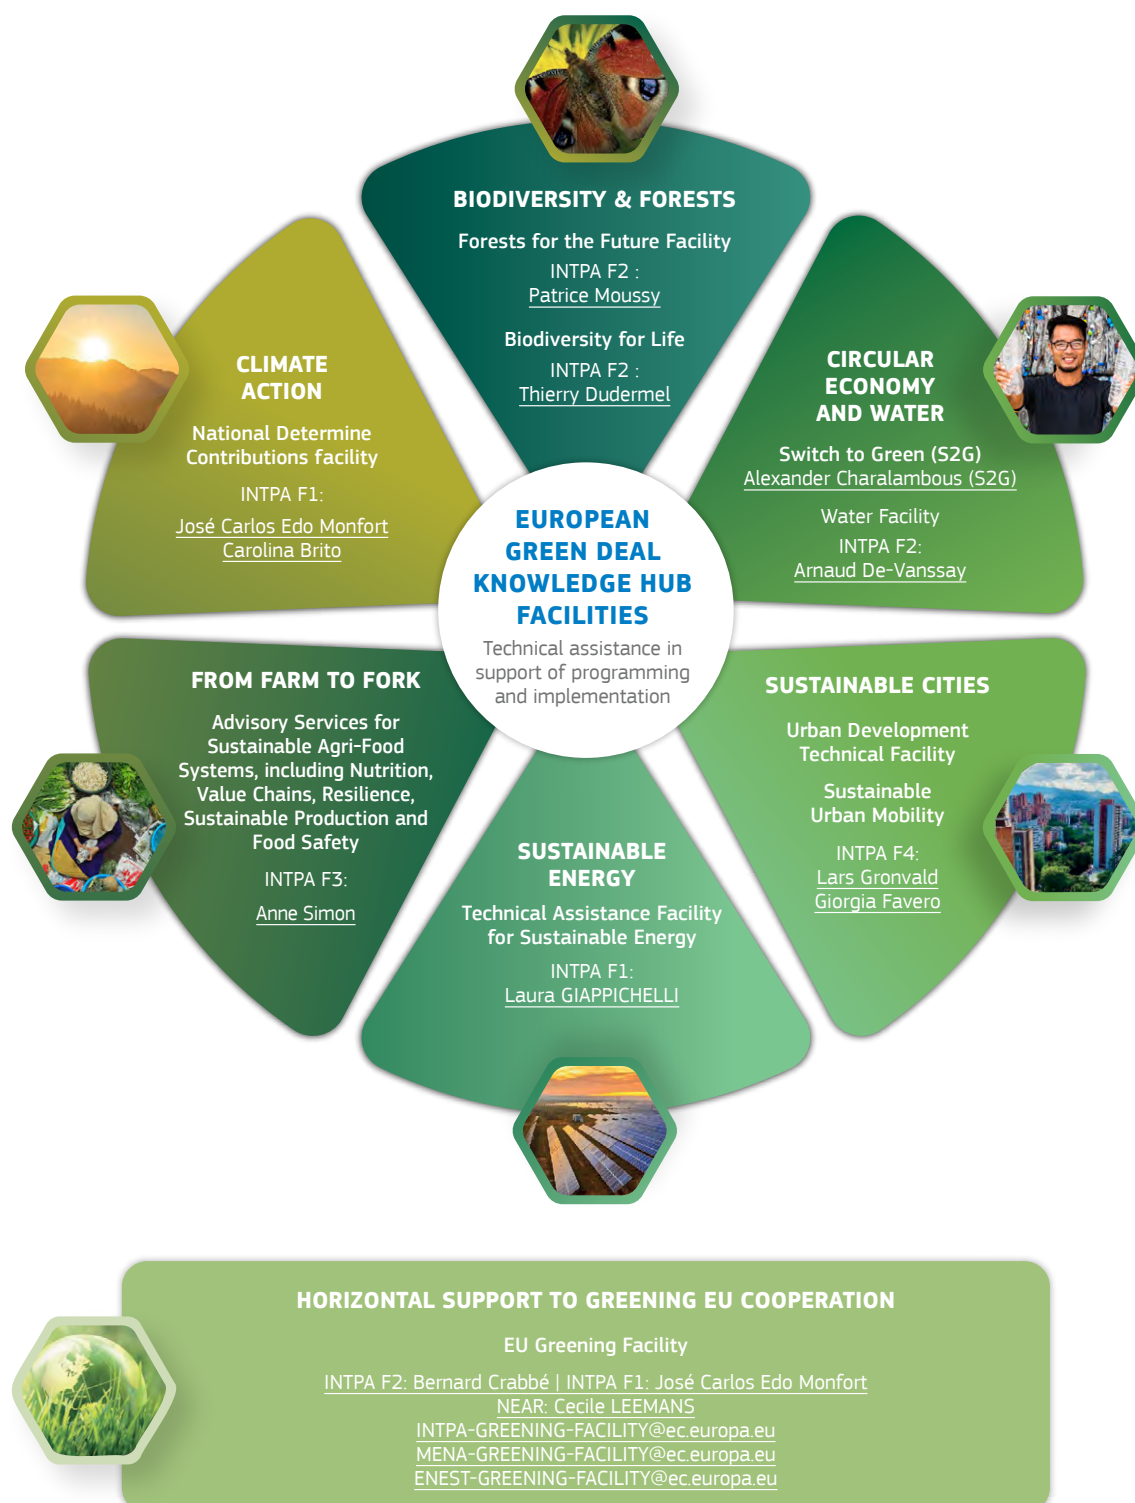 BIODIVERSITY & FORESTS
Forests for the Future Facility
INTPA F2 :
Patrice Moussy
Biodiversity for Life
INTPA F2 :
Thierry Dudermel
CLIMATE
ACTION
National Determine
Contributions facility
INTPA F1:
José Carlos Edo Monfort
Carolina Brito
CIRCULAR
ECONOMY
AND WATER
Switch to Green (S2G)
Alexander Charalambous (S2G)
Water Facility
INTPA F2:
Arnaud De-Vanssay
EUROPEAN
GREEN DEAL
KNOWLEDGE HUB
FACILITIES
Technical assistance in
support of programming
and implementation
FROM FARM TO FORK
Advisory Services for
Sustainable Agri-Food
Systems, including Nutrition,
Value Chains, Resilience,
Sustainable Production and
Food Safety
INTPA F3:
Anne Simon
SUSTAINABLE CITIES
Urban Development
Technical Facility
Sustainable
Urban Mobility
INTPA F4:
Lars Gronvald
Giorgia Favero
SUSTAINABLE
ENERGY
Technical Assistance Facility
for Sustainable Energy
INTPA F1:
Laura GIAPPICHELLI
HORIZONTAL SUPPORT TO GREENING EU COOPERATION
EU Greening Facility
INTPA F2: Bernard Crabbé | INTPA F1: José Carlos Edo Monfort
NEAR: Cecile LEEMANS
INTPA-GREENING-FACILITY@ec.europa.eu
MENA-GREENING-FACILITY@ec.europa.eu
ENEST-GREENING-FACILITY@ec.europa.eu